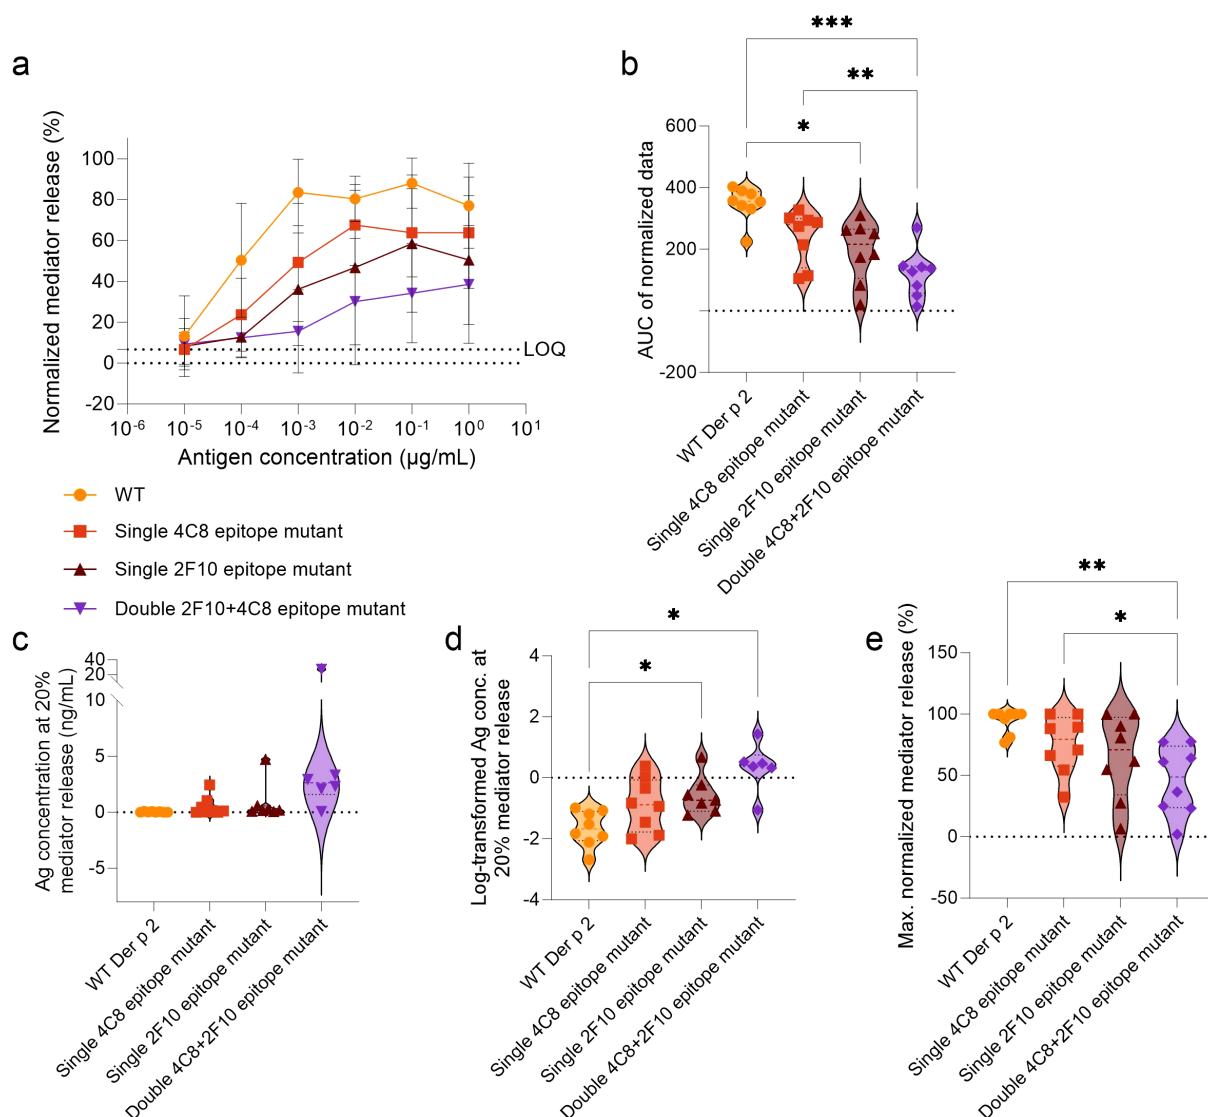 a
Normalized mediator release (%)
100
80
60
40
20
0
-20
LOQ
10-6
10-5
10-4
10-3
10-2
10-1
100
101
Antigen concentration (µg/mL)
WT
Single 4C8 epitope mutant
Single 2F10 epitope mutant
Double 2F10+4C8 epitope mutant
b
***
**
*
AUC of normalized data
600
400
200
-200
WT Der p 2
Single 4C8 epitope mutant
Single 2F10 epitope mutant
Double 4C8+2F10 epitope mutant
c
Ag concentration at 20%
mediator release (ng/mL)
40
20
10
5
0
-5
WT Der p 2
Single 4C8 epitope mutant
Single 2F10 epitope mutant
Double 4C8+2F10 epitope mutant
d
*
*
Log-transformed Ag conc. at
20% mediator release
4
2
0
-2
-4
WT Der p 2
Single 4C8 epitope mutant
Single 2F10 epitope mutant
Double 4C8+2F10 epitope mutant
e
**
*
Max. normalized mediator release (%)
150
100
50
0
-50
WT Der p 2
Single 4C8 epitope mutant
Single 2F10 epitope mutant
Double 4C8+2F10 epitope mutant